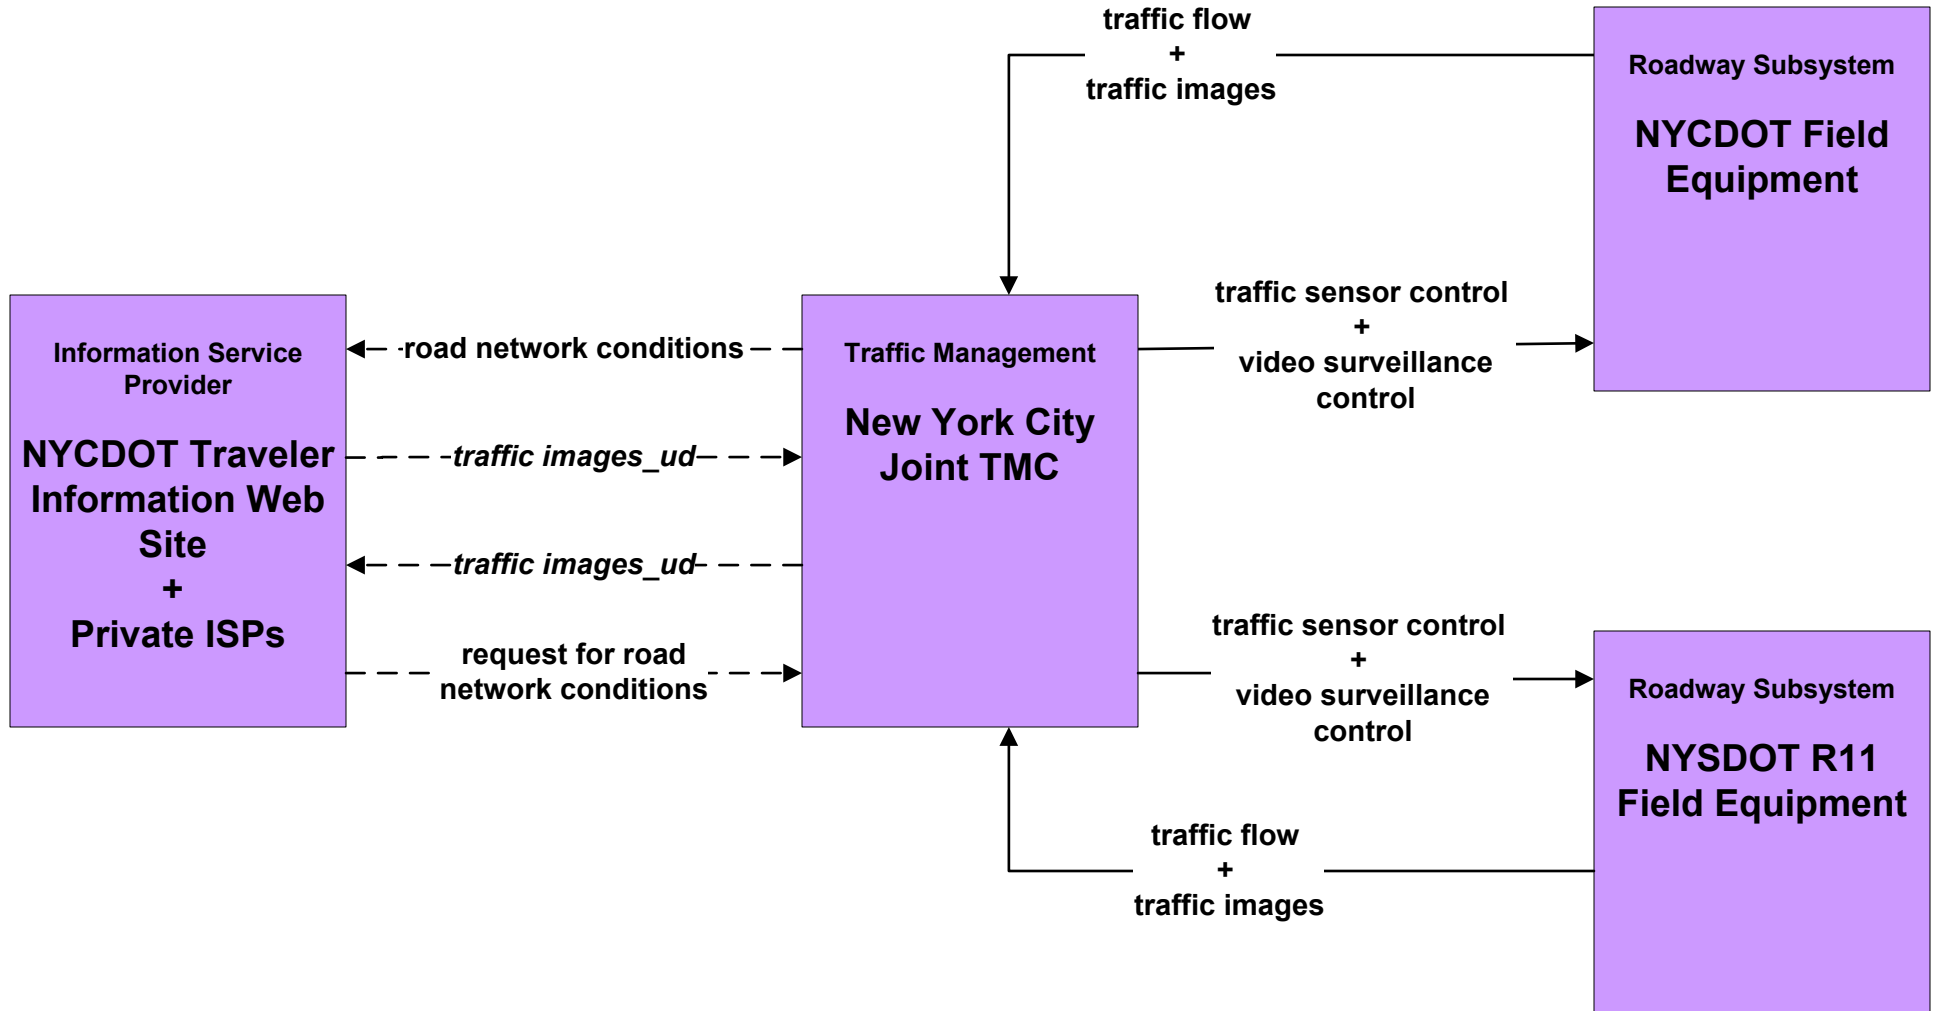 traffic flow
+
traffic images
Roadway Subsystem
NYCDOT Field
Equipment
traffic sensor control
+
video surveillance
control
Information Service
Provider
NYCDOT Traveler
Information Web
Site
+
Private ISPs
road network conditions
traffic images_ud
traffic images_ud
request for road
network conditions
Traffic Management
New York City
Joint TMC
traffic sensor control
+
video surveillance
control
Roadway Subsystem
NYSDOT R11
Field Equipment
traffic flow
+
traffic images